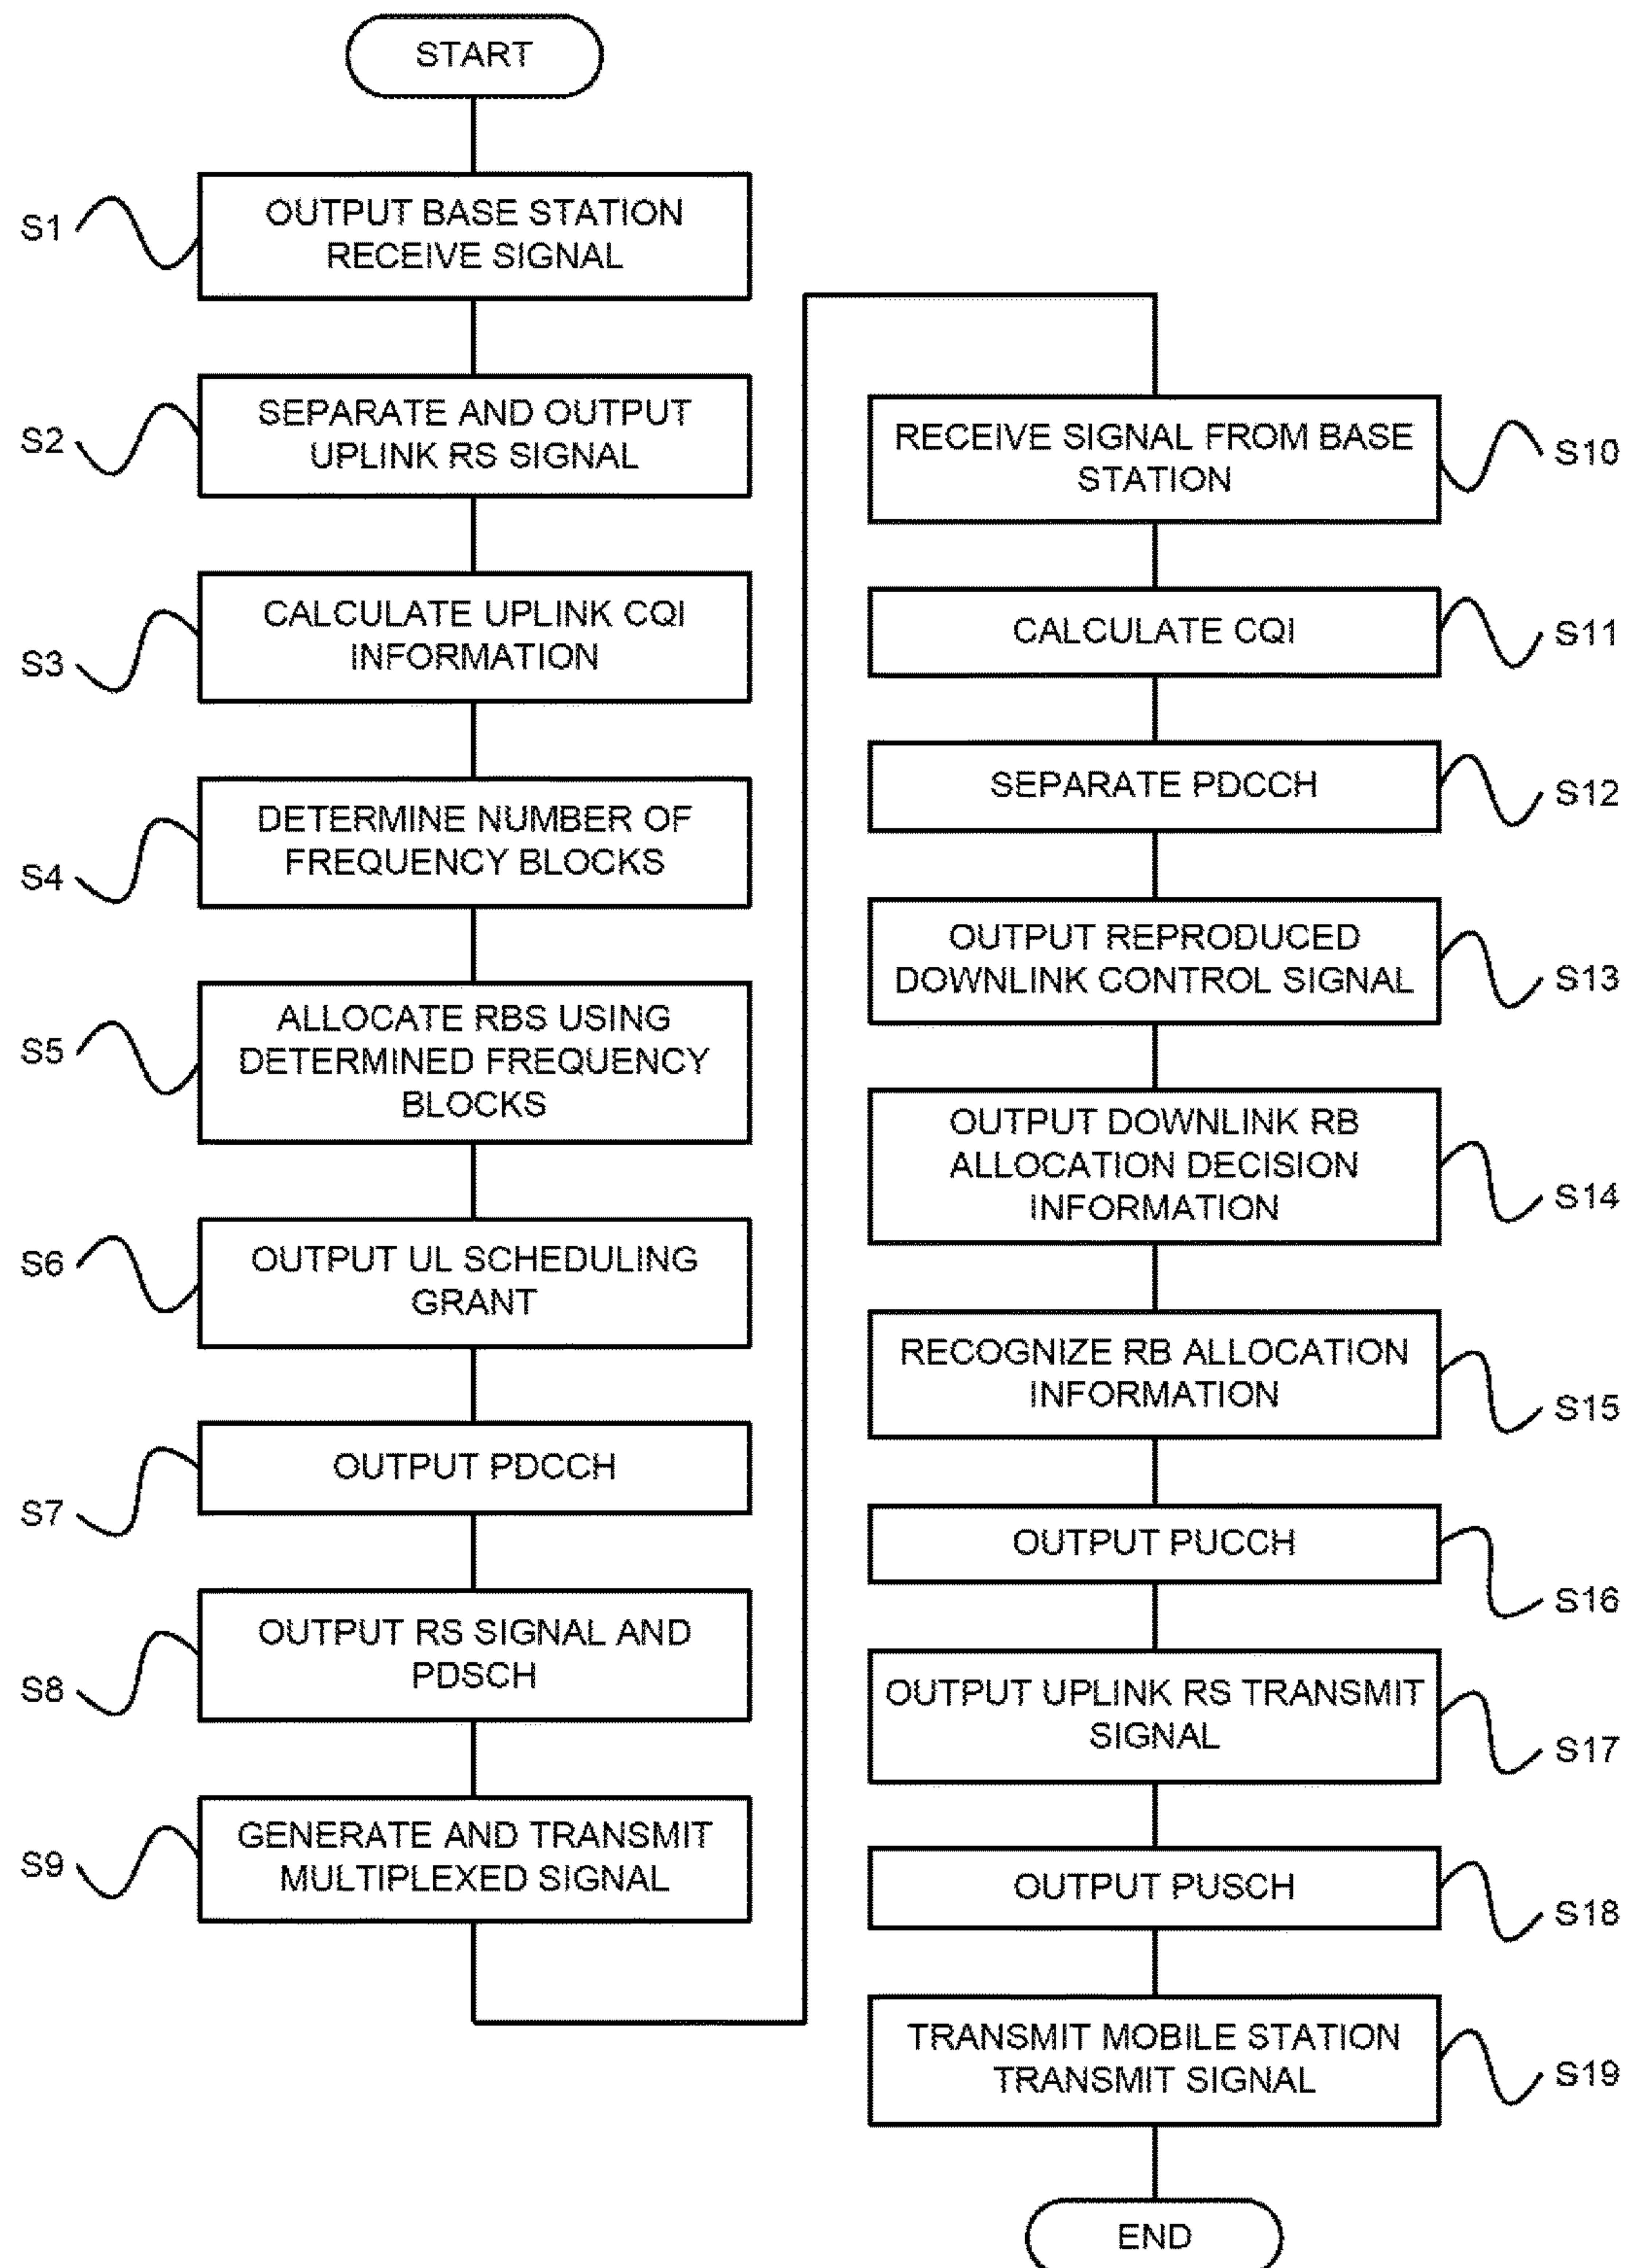 START
S1
OUTPUT BASE STATION
RECEIVE SIGNAL
S2
SEPARATE AND OUTPUT
UPLINK RS SIGNAL
S3
CALCULATE UPLINK CQI
INFORMATION
S4
DETERMINE NUMBER OF
FREQUENCY BLOCKS
S5
ALLOCATE RBS USING
DETERMINED FREQUENCY
BLOCKS
S6
OUTPUT UL SCHEDULING
GRANT
S7
OUTPUT PDCCH
S8
OUTPUT RS SIGNAL AND
PDSCH
S9
GENERATE AND TRANSMIT
MULTIPLEXED SIGNAL
RECEIVE SIGNAL FROM BASE
STATION
S10
CALCULATE CQI
S11
SEPARATE PDCCH
S12
OUTPUT REPRODUCED
DOWNLINK CONTROL SIGNAL
S13
OUTPUT DOWNLINK RB
ALLOCATION DECISION
INFORMATION
S14
RECOGNIZE RB ALLOCATION
INFORMATION
S15
OUTPUT PUCCH
S16
OUTPUT UPLINK RS TRANSMIT
SIGNAL
S17
OUTPUT PUSCH
S18
TRANSMIT MOBILE STATION
TRANSMIT SIGNAL
S19
END